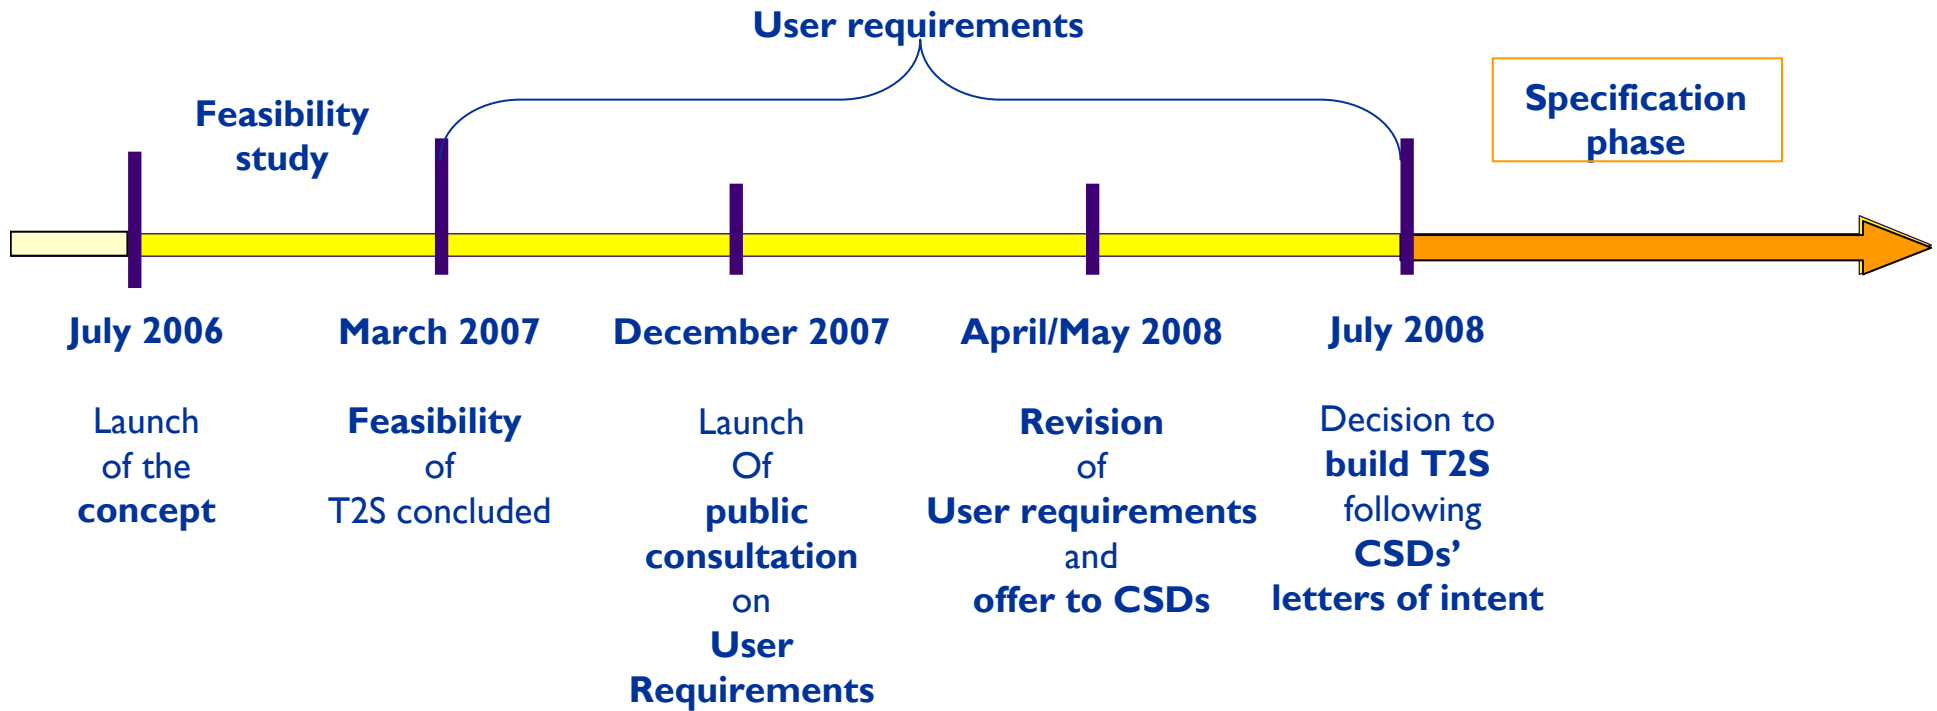 User requirements
Feasibility
study
Specification
phase
July 2006
March 2007
December 2007
April/May 2008
July 2008
Launch
of the
concept
Feasibility
of
T2S concluded
Launch
Of
public
consultation
on
User
Requirements
Revision
of
User requirements
and
offer to CSDs
Decision to
build T2S
following
CSDs’
letters of intent